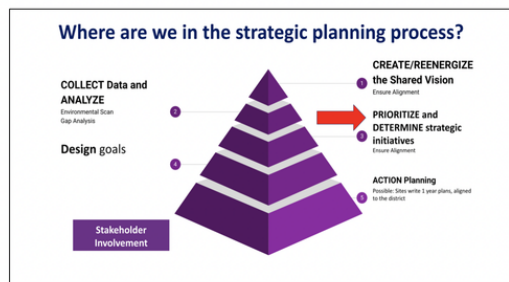 Where are we in the strategic planning process?
CREATE/REENERGIZE
the Shared Vision
Ensure Alignment
1
COLLECT Data and
ANALYZE
Environmental Scan
Gap Analysis
2
PRIORITIZE and
DETERMINE strategic
initiatives
Ensure Alignment
3
Design goals
4
ACTION Planning
Possible: Sites write 1 year plans, aligned
to the district
5
Stakeholder
Involvement